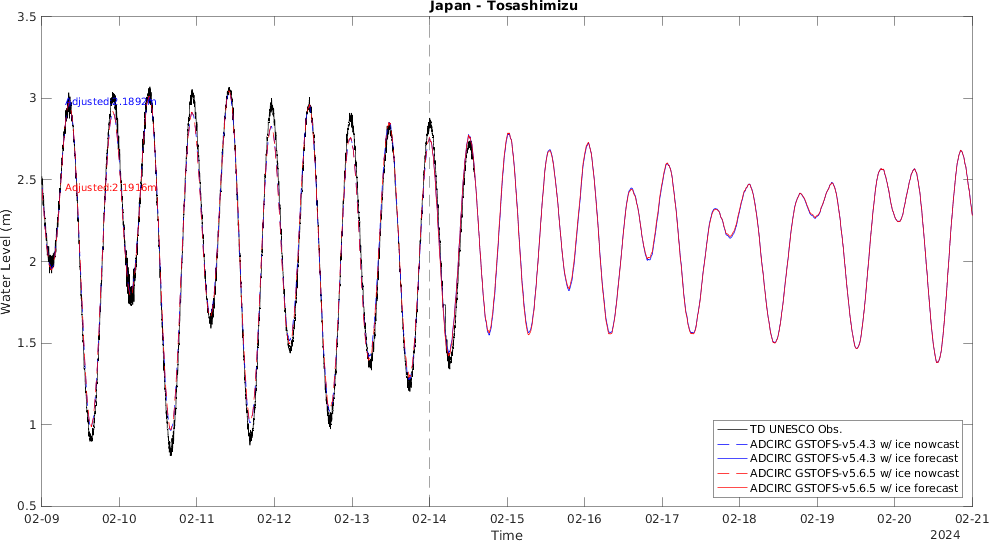 Japan - Tosashimizu
3.5
3
2.5
2
1.5
1
0.5
Water Level (m)
Adjusted:2.1892m
Adjusted:2.1916m
TD UNESCO Obs.
ADCIRC GSTOFS-v5.4.3 w/ ice nowcast
ADCIRC GSTOFS-v5.4.3 w/ ice forecast
ADCIRC GSTOFS-v5.6.5 w/ ice nowcast
ADCIRC GSTOFS-v5.6.5 w/ ice forecast
02-09 02-10 02-11 02-12 02-13 02-14 02-15 02-16 02-17 02-18 02-19 02-20 02-21
Time
2024